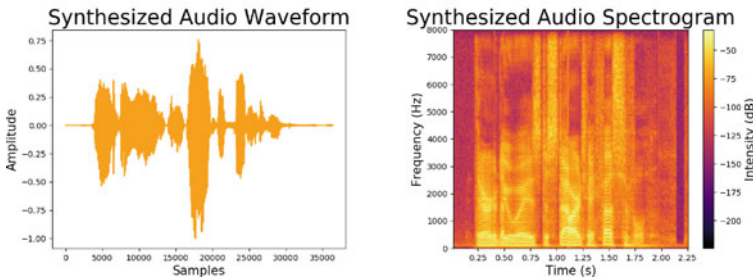 Synthesized Audio Waveform
0.75
0.50
0.25
0.00
-0.25
-0.50
-0.75
-1.00
Amplitude
0 5000 10000 15000 20000 25000 30000 35000
Samples
Synthesized Audio Spectrogram
8000
7000
6000
5000
4000
3000
2000
1000
0
Frequency (Hz)
0.25 0.50 0.75 1.00 1.25 1.50 1.75 2.00 2.25
Time (s)
−50
−75
−100
−125
−150
−175
−200
Intensity (dB)